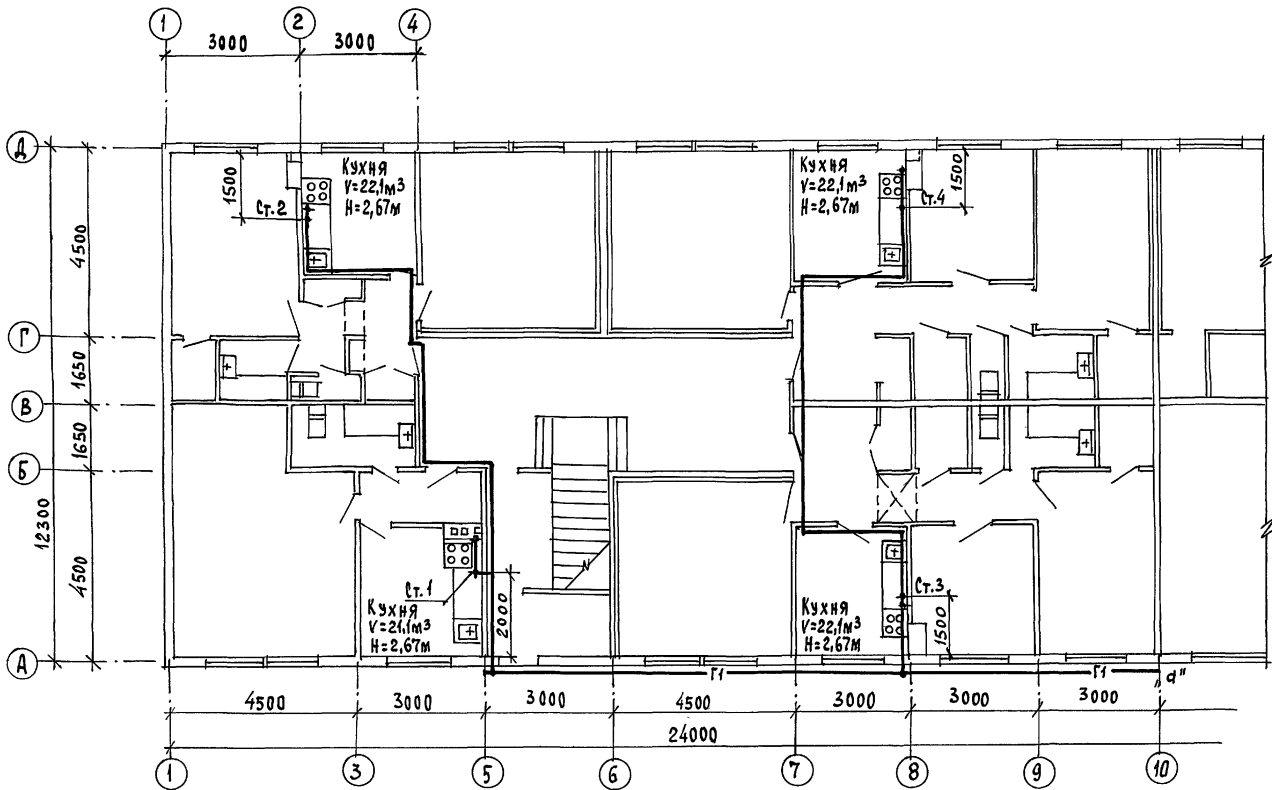 1
2
4
3000
3000
Д
Г
В
Б
А
4500
1650
1650
4500
12300
1500
Ст.2
Кухня
V=22,1м³
H=2,67м
Кухня
V=22,1м³
H=2,67м
Ст.4
1500
Ст.1
Кухня
V=21,1м³
H=2,67м
2000
N
Кухня
V=22,1м³
H=2,67м
Ст.3
1500
Г1
Г1
"а"
4500
3000
3000
4500
3000
3000
3000
24000
1
3
5
6
7
8
9
10